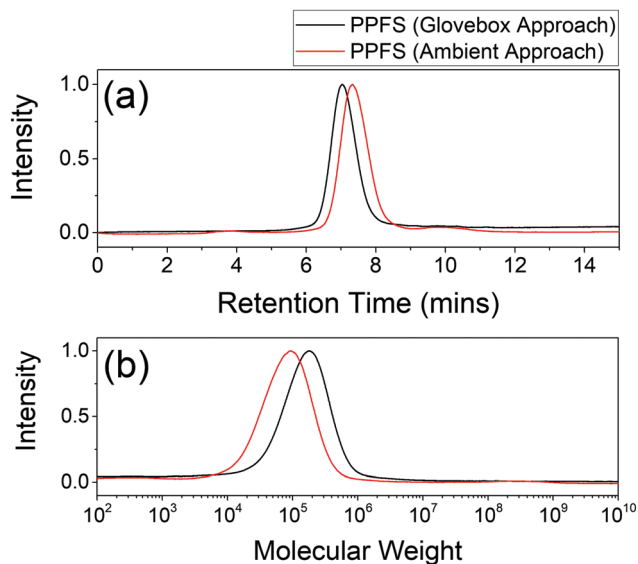 PPFS (Glovebox Approach)
PPFS (Ambient Approach)
(a)
Intensity
1.0
0.5
0.0
0 2 4 6 8 10 12 14
Retention Time (mins)
(b)
Intensity
1.0
0.5
0.0
10² 10³ 10⁴ 10⁵ 10⁶ 10⁷ 10⁸ 10⁹ 10¹⁰
Molecular Weight